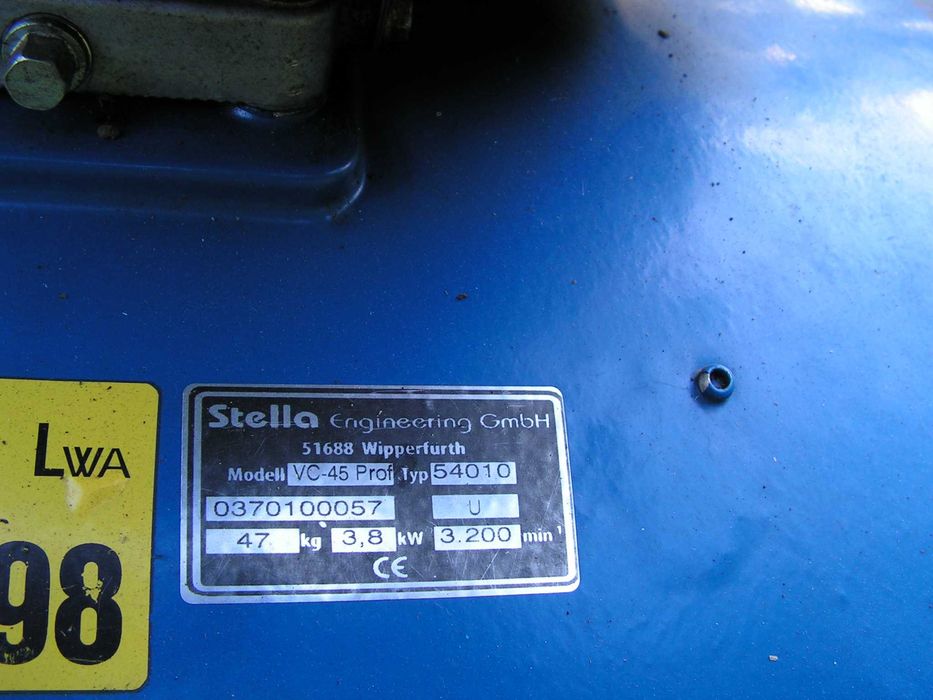 LWA
98
Stella Engineering GmbH
51688 Wipperfurth
Modell VC-45 Prof. Typ 54010
0370100057 U
47 kg 3,8 kW 3.200 min⁻¹
CE